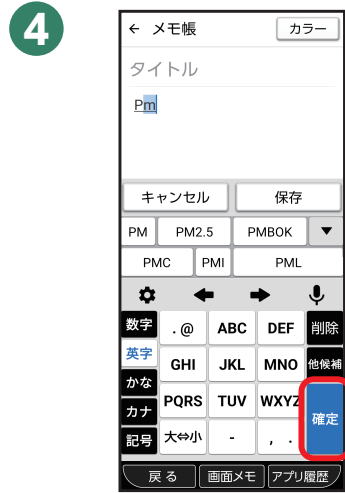 4
← メモ帳 カラー
タイトル
Pm
キャンセル 保存
PM PM2.5 PMBOK ▼
PMC PMI PML
数字 .@ ABC DEF 削除
英字 GHI JKL MNO 他候補
かな
カナ PQRS TUV WXYZ 確定
記号 大⇔小 - , .
戻る 画面メモ アプリ履歴